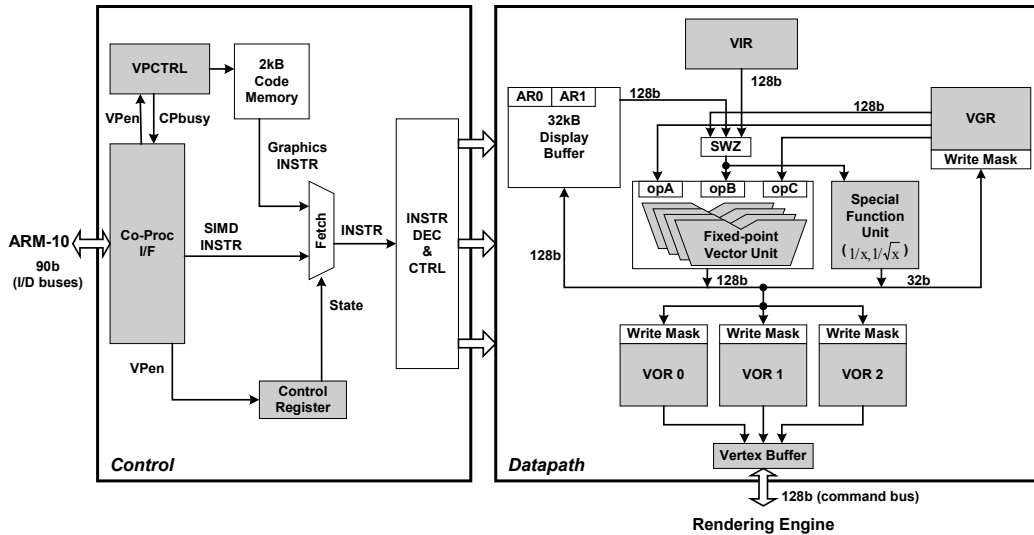 VPCTRL
2kB
Code
Memory
VPen
CPbusy
Graphics
INSTR
Co-Proc
I/F
SIMD
INSTR
Fetch
INSTR
INSTR
DEC
&
CTRL
ARM-10
90b
(I/D buses)
State
VPen
Control
Register
Control
VIR
128b
AR0
AR1
128b
32kB
Display
Buffer
SWZ
128b
VGR
Write Mask
opA
opB
opC
Fixed-point
Vector Unit
Special
Function
Unit
(1/x,1/√x)
128b
128b
32b
Write Mask
VOR 0
Write Mask
VOR 1
Write Mask
VOR 2
Vertex Buffer
Datapath
128b (command bus)
Rendering Engine